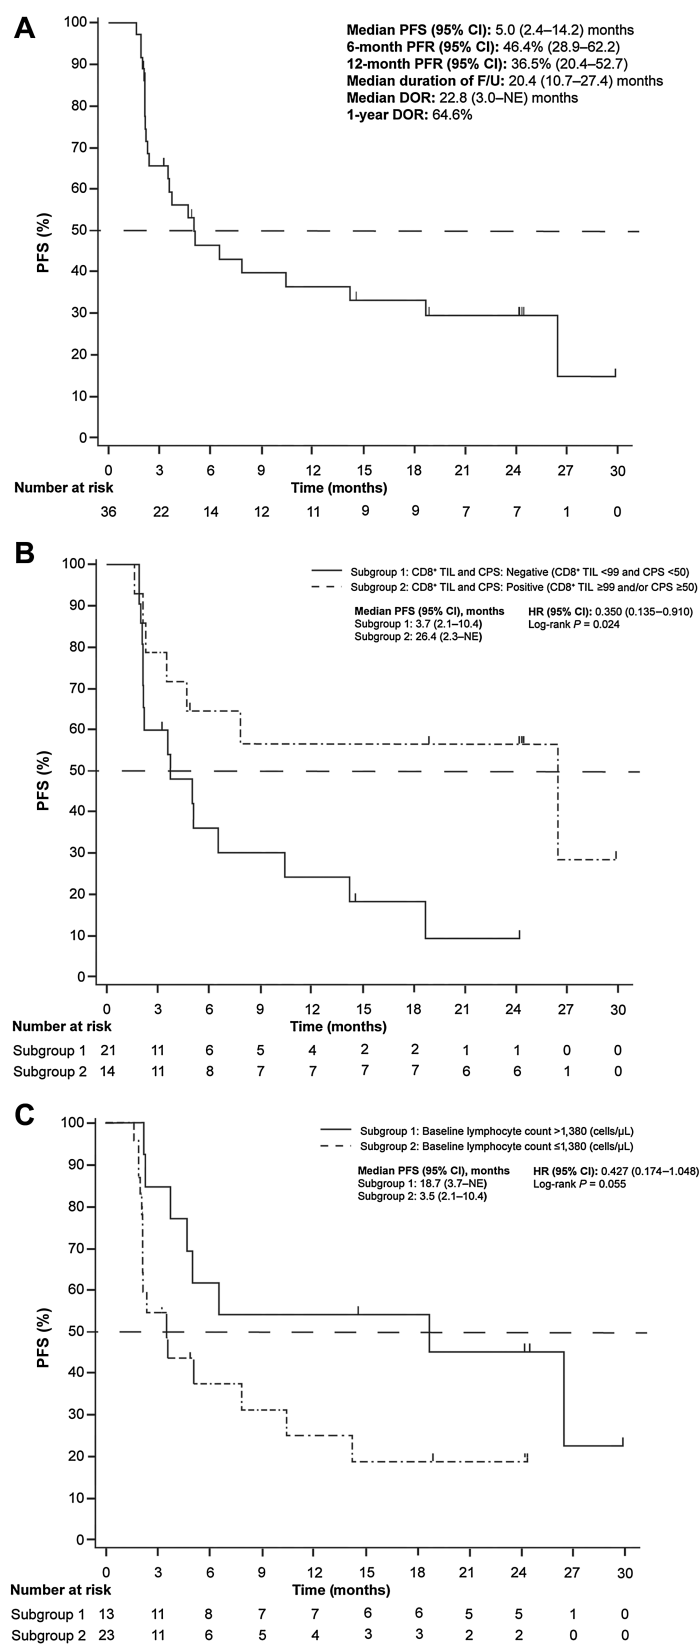 A
Median PFS (95% CI): 5.0 (2.4–14.2) months
6-month PFR (95% CI): 46.4% (28.9–62.2)
12-month PFR (95% CI): 36.5% (20.4–52.7)
Median duration of F/U: 20.4 (10.7–27.4) months
Median DOR: 22.8 (3.0–NE) months
1-year DOR: 64.6%
PFS (%)
100
90
80
70
60
50
40
30
20
10
0
0 3 6 9 12 15 18 21 24 27 30
Number at risk Time (months)
36 22 14 12 11 9 9 7 7 1 0
B
Subgroup 1: CD8⁺ TIL and CPS: Negative (CD8⁺ TIL <99 and CPS <50)
Subgroup 2: CD8⁺ TIL and CPS: Positive (CD8⁺ TIL ≥99 and/or CPS ≥50)
Median PFS (95% CI), months HR (95% CI): 0.350 (0.135–0.910)
Subgroup 1: 3.7 (2.1–10.4) Log-rank P = 0.024
Subgroup 2: 26.4 (2.3–NE)
PFS (%)
100
90
80
70
60
50
40
30
20
10
0
0 3 6 9 12 15 18 21 24 27 30
Number at risk Time (months)
Subgroup 1 21 11 6 5 4 2 2 1 1 0 0
Subgroup 2 14 11 8 7 7 7 7 6 6 1 0
C
Subgroup 1: Baseline lymphocyte count >1,380 (cells/µL)
Subgroup 2: Baseline lymphocyte count ≤1,380 (cells/µL)
Median PFS (95% CI), months HR (95% CI): 0.427 (0.174–1.048)
Subgroup 1: 18.7 (3.7–NE) Log-rank P = 0.055
Subgroup 2: 3.5 (2.1–10.4)
PFS (%)
100
90
80
70
60
50
40
30
20
10
0
0 3 6 9 12 15 18 21 24 27 30
Number at risk Time (months)
Subgroup 1 13 11 8 7 7 6 6 5 5 1 0
Subgroup 2 23 11 6 5 4 3 3 2 2 0 0